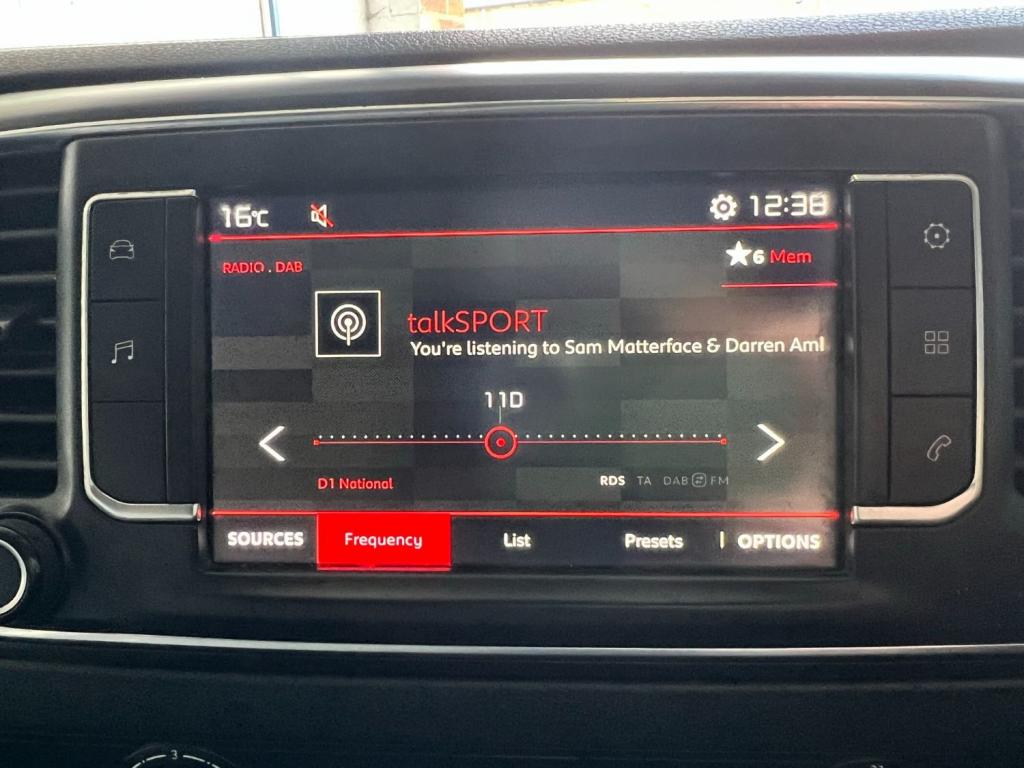 16°C 12:38
RADIO . DAB
6 Mem
talkSPORT
You're listening to Sam Matterface & Darren
11D
D1 National
RDS TA DAB FM
SOURCES Frequency List Presets OPTIONS
3